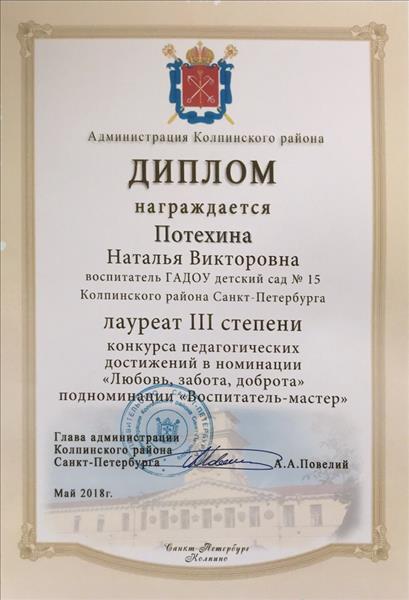 Администрация Колпинского района
ДИПЛОМ
награждается
Потехина
Наталья Викторовна
воспитатель ГАДОУ детский сад № 15
Колпинского района Санкт-Петербурга
лауреат III степени
конкурса педагогических
достижений в номинации
«Любовь, забота, доброта»
подноминации «Воспитатель-мастер»
Глава администрации
Колпинского района
Санкт-Петербурга
А.А.Повелий
Май 2018г.
Санкт-Петербург
Колпино